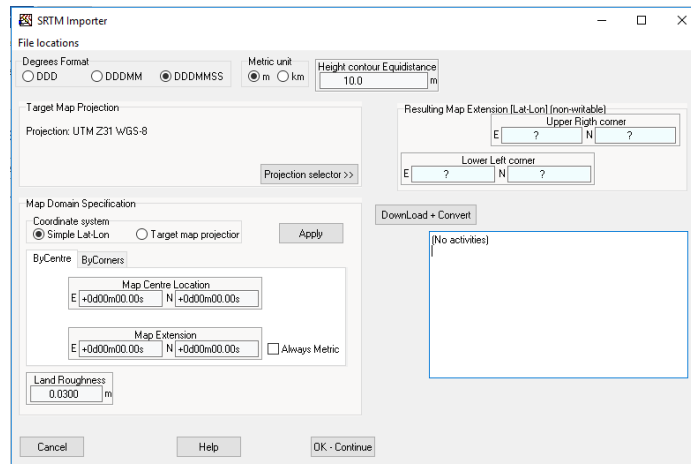 SRTM Importer
File locations
Degrees Format
DDD DDDMM DDDMMSS
Metric unit
m km
Height contour Equidistance
10.0 m
Target Map Projection
Projection: UTM Z31 WGS-8
Projection selector >>
Resulting Map Extension [Lat-Lon] (non-writable)
Upper Rigth corner
E ? N ?
Lower Left corner
E ? N ?
Map Domain Specification
Coordinate system
Simple Lat-Lon Target map projectior
Apply
ByCentre ByCorners
Map Centre Location
E +0d00m00.00s N +0d00m00.00s
Map Extension
E +0d00m00.00s N +0d00m00.00s
Always Metric
Land Roughness
0.0300 m
DownLoad + Convert
(No activities)
Cancel Help OK - Continue